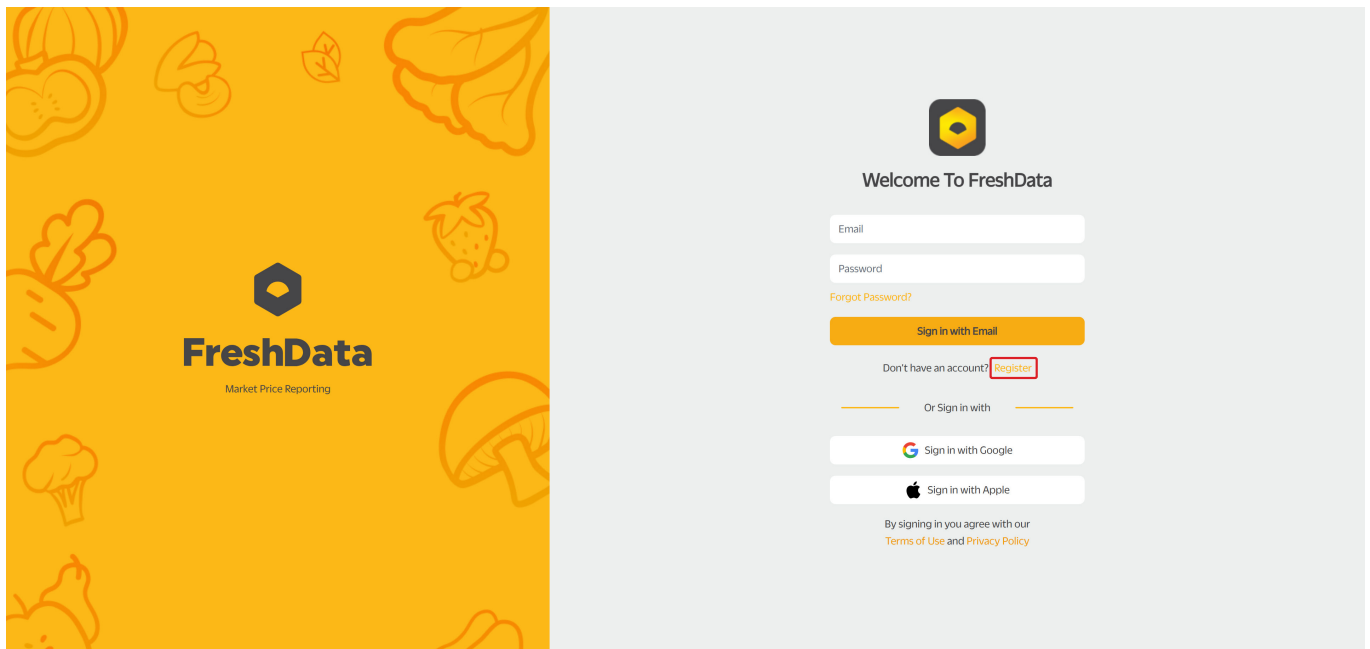 FreshData
Market Price Reporting
Welcome To FreshData
Email
Password
Forgot Password?
Sign in with Email
Don't have an account? Register
Or Sign in with
Sign in with Google
Sign in with Apple
By signing in you agree with our
Terms of Use and Privacy Policy